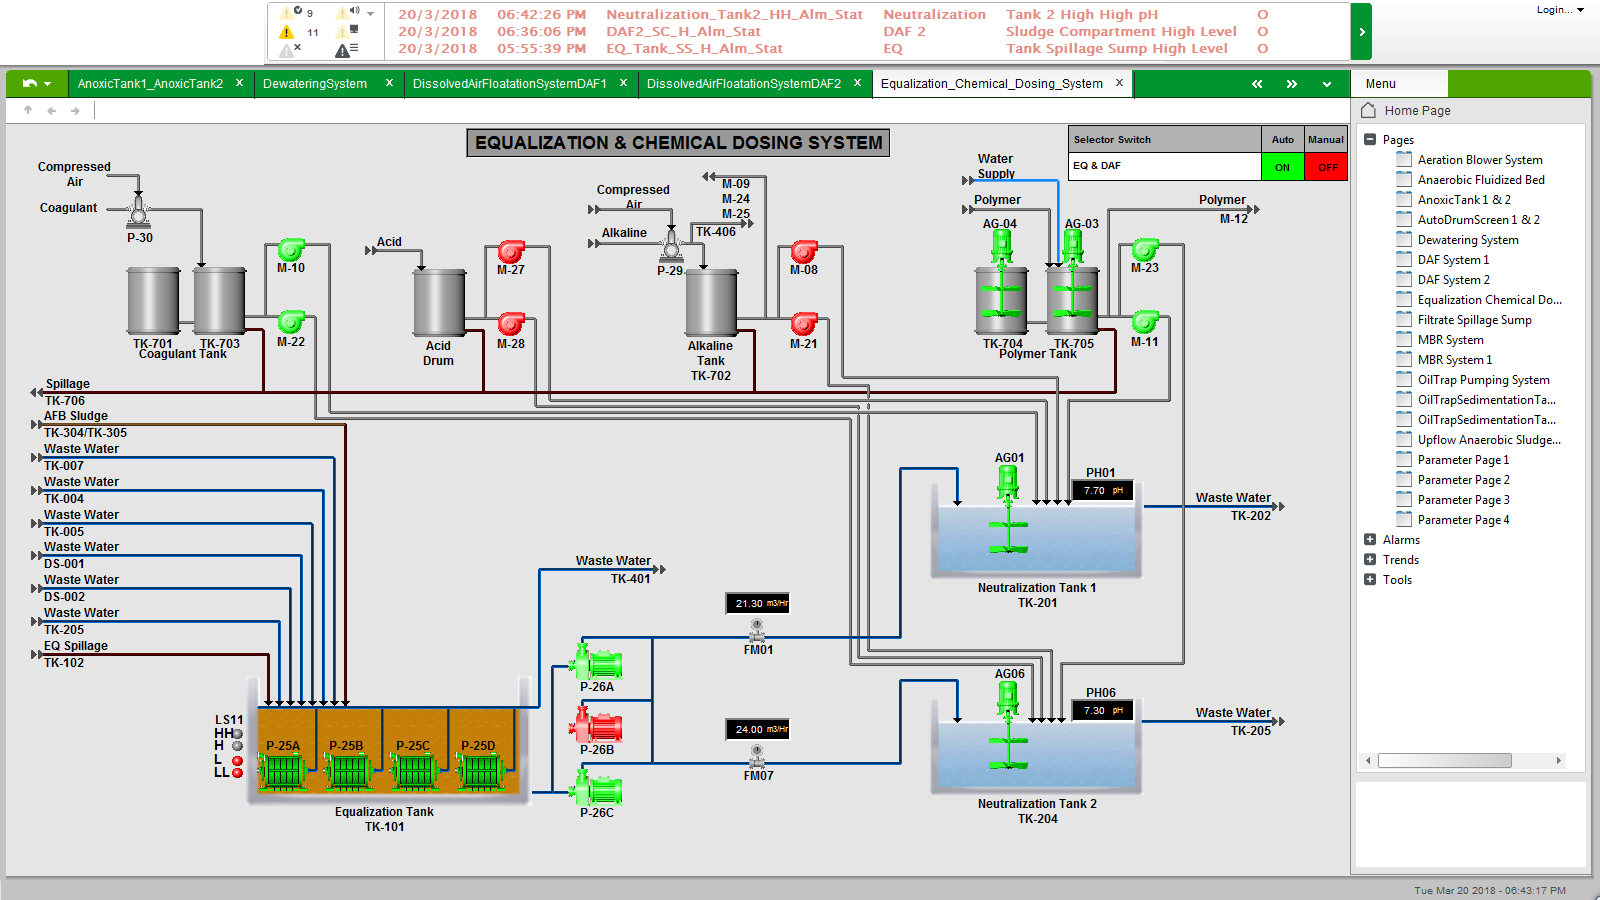 9
20/3/2018 06:42:26 PM Neutralization_Tank2_HH_Alm_Stat Neutralization Tank 2 High High pH O
Login...
11
20/3/2018 06:36:06 PM DAF2_SC_H_Alm_Stat DAF 2 Sludge Compartment High Level O
20/3/2018 05:55:39 PM EQ_Tank_SS_H_Alm_Stat EQ Tank Spillage Sump High Level O
AnoxicTank1_AnoxicTank2 X DewateringSystem X DissolvedAirFloatationSystemDAF1 X DissolvedAirFloatationSystemDAF2 X Equalization_Chemical_Dosing_System X
Menu
Home Page
EQUALIZATION & CHEMICAL DOSING SYSTEM
Selector Switch Auto Manual
EQ & DAF ON OFF
Compressed
Air
Coagulant
P-30
M-10
TK-701 TK-703
Coagulant Tank
M-22
Acid
M-27
Acid
Drum
M-28
Compressed
Air
Alkaline
P-29
M-09
M-24
M-25
TK-406
M-08
Alkaline
Tank
TK-702
M-21
Water
Supply
Polymer
AG-04 AG-03
TK-704 TK-705
Polymer Tank
Polymer
M-12
M-23
M-11
Spillage
TK-706
AFB Sludge
TK-304/TK-305
Waste Water
TK-007
Waste Water
TK-004
Waste Water
TK-005
Waste Water
DS-001
Waste Water
DS-002
Waste Water
TK-205
EQ Spillage
TK-102
LS11
HH
H
L
LL
P-25A P-25B P-25C P-25D
Equalization Tank
TK-101
Waste Water
TK-401
P-26A
P-26B
P-26C
21.30 m3/Hr
FM01
24.00 m3/Hr
FM07
AG01
PH01
7.70 pH
Waste Water
TK-202
Neutralization Tank 1
TK-201
AG06
PH06
7.30 pH
Waste Water
TK-205
Neutralization Tank 2
TK-204
Pages
Aeration Blower System
Anaerobic Fluidized Bed
AnoxicTank 1 & 2
AutoDrumScreen 1 & 2
Dewatering System
DAF System 1
DAF System 2
Equalization Chemical Do...
Filtrate Spillage Sump
MBR System
MBR System 1
OilTrap Pumping System
OilTrapSedimentationTa...
OilTrapSedimentationTa...
Upflow Anaerobic Sludge...
Parameter Page 1
Parameter Page 2
Parameter Page 3
Parameter Page 4
Alarms
Trends
Tools
Tue Mar 20 2018 - 06:43:17 PM